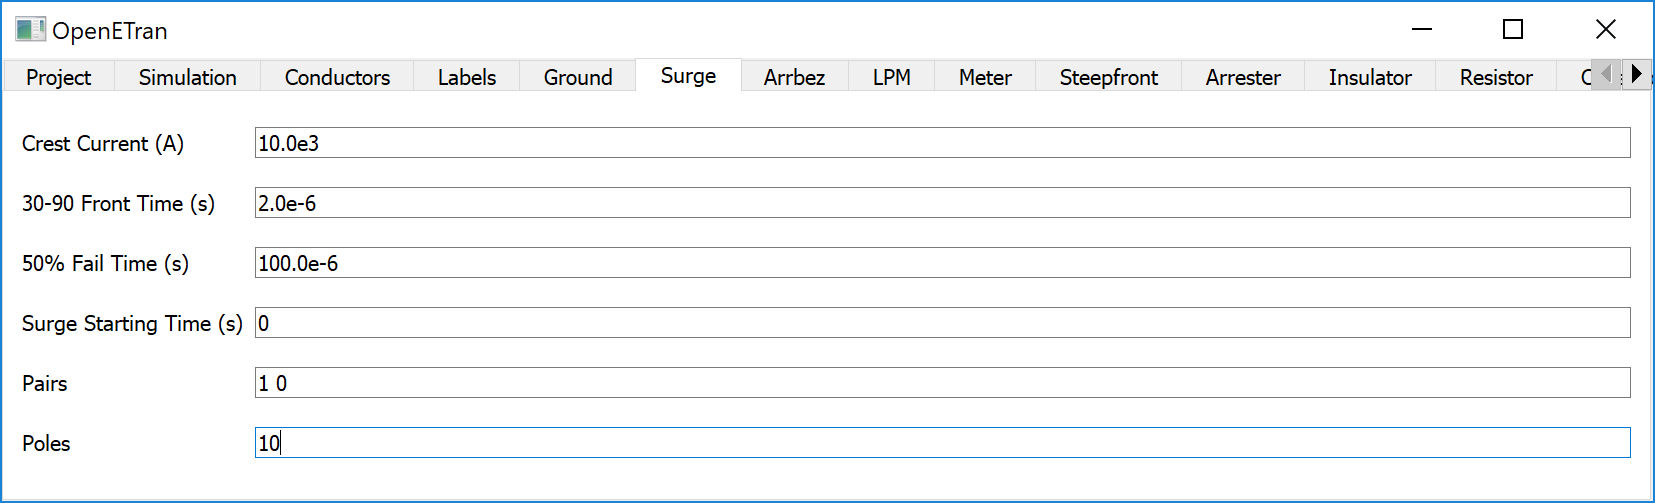 OpenETran
Project Simulation Conductors Labels Ground Surge Arrbez LPM Meter Steepfront Arrester Insulator Resistor
Crest Current (A) 10.0e3
30-90 Front Time (s) 2.0e-6
50% Fail Time (s) 100.0e-6
Surge Starting Time (s) 0
Pairs 1 0
Poles 10